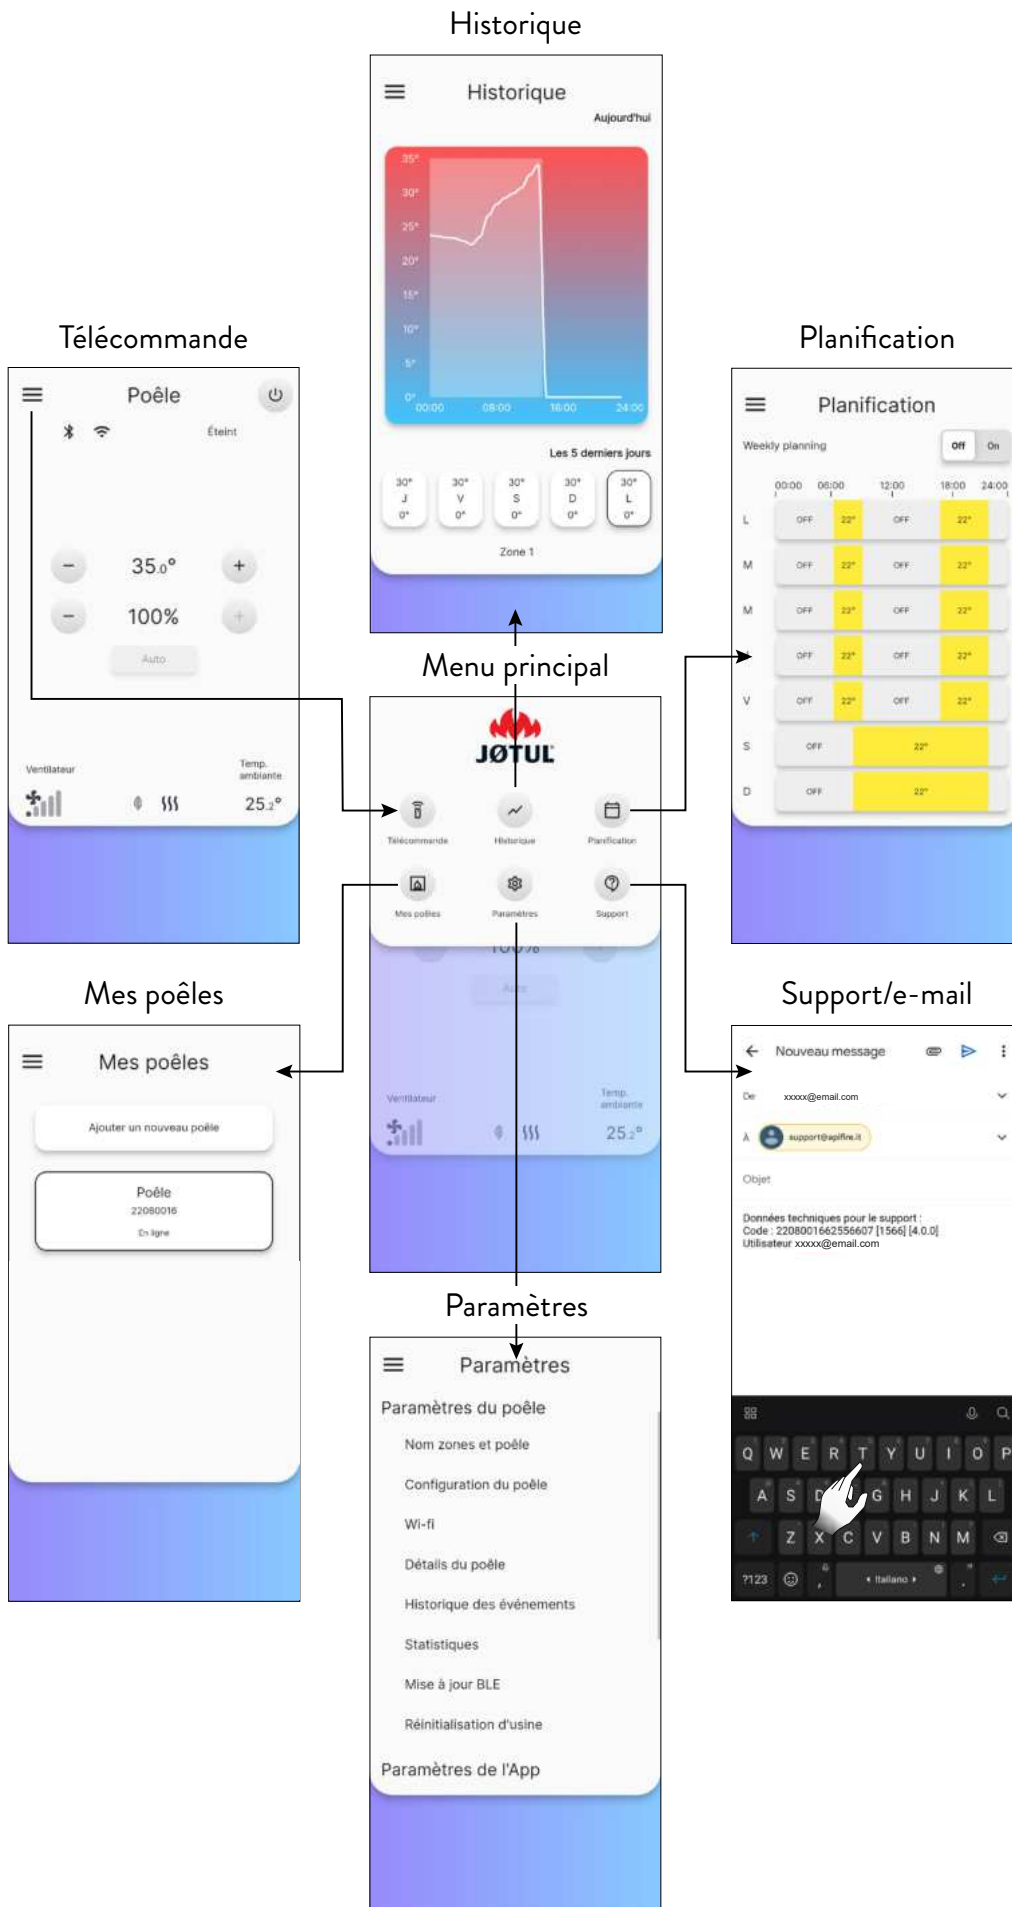 Historique
Historique
Aujourd'hui
35°
30°
25°
20°
15°
10°
5°
0°
00:00 08:00 16:00 24:00
Les 5 derniers jours
30° 30° 30° 30° 30°
J V S D L
0° 0° 0° 0° 0°
Zone 1
Télécommande
Poêle
Éteint
35.0°
100%
Auto
Ventilateur
Temp.
ambiante
25.2°
Planification
Planification
Weekly planning Off On
00:00 06:00 12:00 18:00 24:00
L OFF 22° OFF 22°
M OFF 22° OFF 22°
M OFF 22° OFF 22°
OFF 22° OFF 22°
V OFF 22° OFF 22°
S OFF 22°
D OFF 22°
Menu principal
JØTUL
Télécommande Historique Planification
Mes poêles Paramètres Support
100%
Auto
Ventilateur
Temp.
ambiante
25.2°
Mes poêles
Mes poêles
Ajouter un nouveau poêle
Poêle
22080016
En ligne
Support/e-mail
Nouveau message
De xxxxx@email.com
À support@apifire.it
Objet
Données techniques pour le support :
Code : 2208001662556607 [1566] [4.0.0]
Utilisateur xxxxx@email.com
Q W E R T Y U I O P
A S D G H J K L
Z X C V B N M
?123 , Italiano .
Paramètres
Paramètres
Paramètres du poêle
Nom zones et poêle
Configuration du poêle
Wi-fi
Détails du poêle
Historique des événements
Statistiques
Mise à jour BLE
Réinitialisation d'usine
Paramètres de l'App